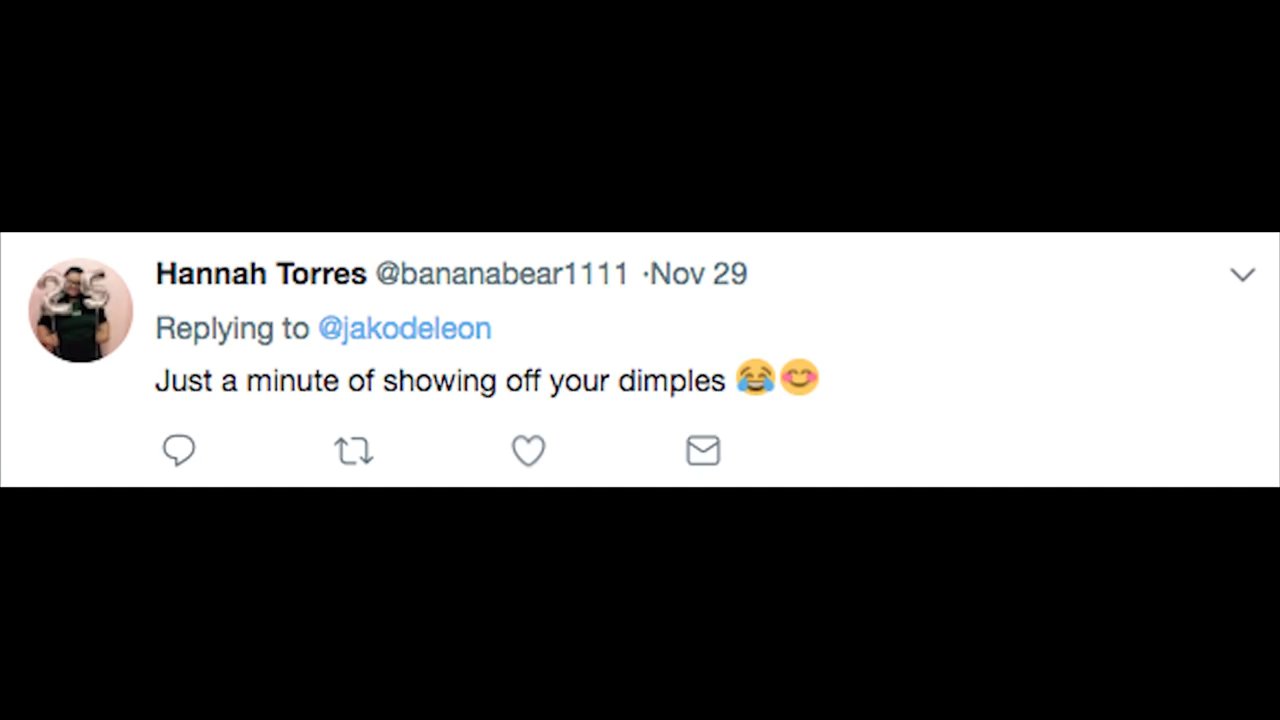 Hannah Torres @bananabear1111 ·Nov 29
Replying to @jakodeleon
Just a minute of showing off your dimples 😂😊